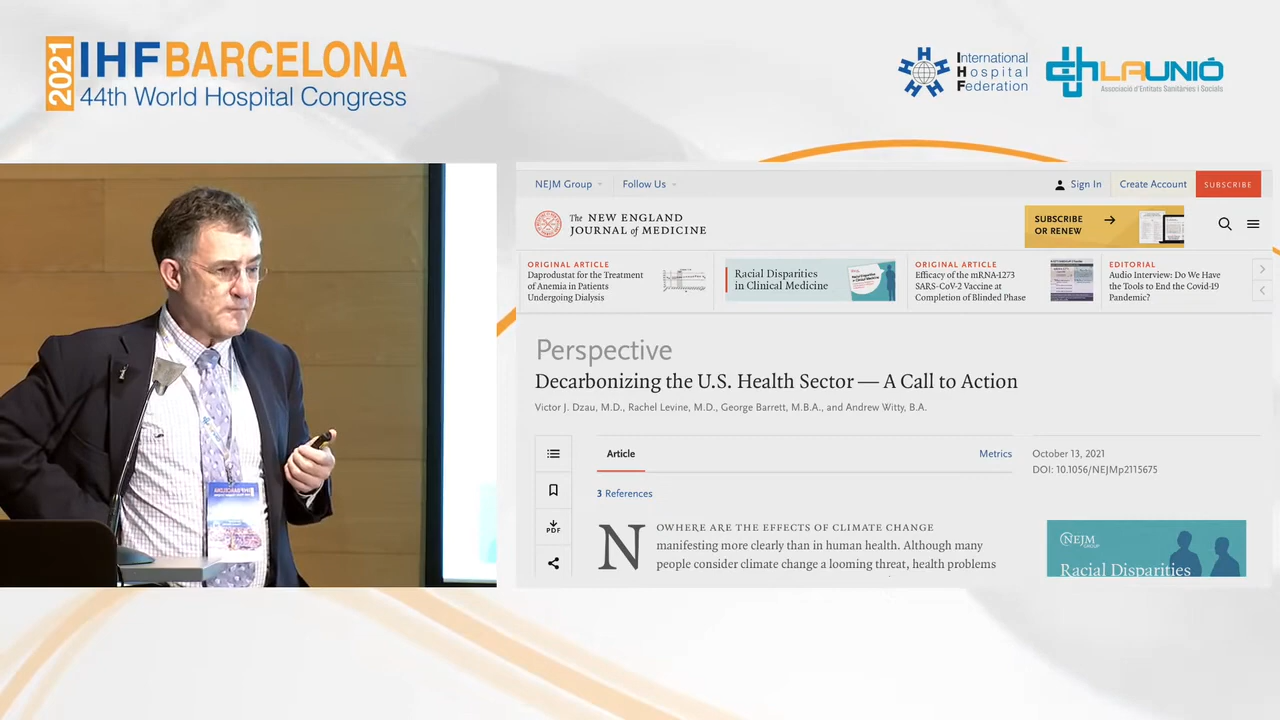 2021
IHF BARCELONA
44th World Hospital Congress
International
Hospital
Federation
LAUNIÓ
Associació d'Entitats Sanitàries i Socials
NEJM Group
Follow Us
Sign In
Create Account
SUBSCRIBE
The NEW ENGLAND
JOURNAL of MEDICINE
SUBSCRIBE
OR RENEW
ORIGINAL ARTICLE
Daprodustat for the Treatment
of Anemia in Patients
Undergoing Dialysis
Racial Disparities
in Clinical Medicine
ORIGINAL ARTICLE
Efficacy of the mRNA-1273
SARS-CoV-2 Vaccine at
Completion of Blinded Phase
EDITORIAL
Audio Interview: Do We Have
the Tools to End the Covid-19
Pandemic?
Perspective
Decarbonizing the U.S. Health Sector — A Call to Action
Victor J. Dzau, M.D., Rachel Levine, M.D., George Barrett, M.B.A., and Andrew Witty, B.A.
PDF
Article
Metrics
3 References
NOWHERE ARE THE EFFECTS OF CLIMATE CHANGE
manifesting more clearly than in human health. Although many
people consider climate change a looming threat, health problems
October 13, 2021
DOI: 10.1056/NEJMp2115675
NEJM
GROUP
Racial Disparities